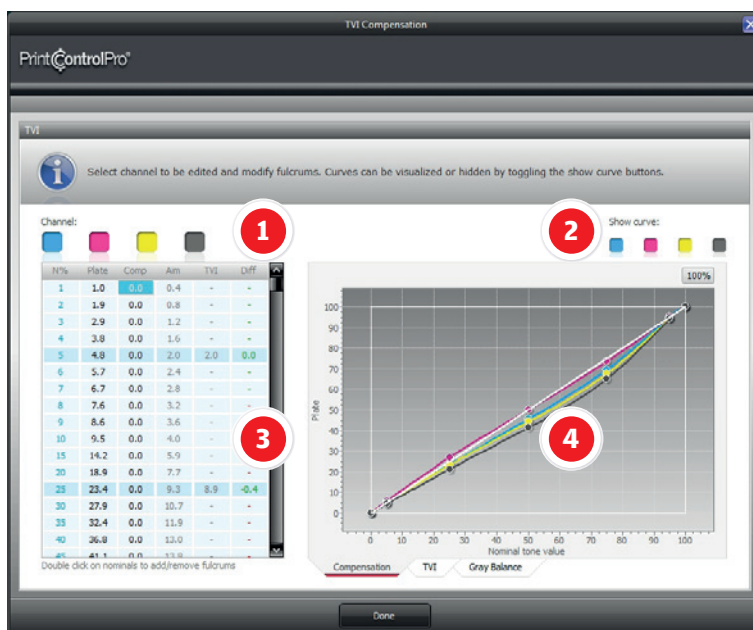 TVI Compensation
PrintControlPro®
TVI
Select channel to be edited and modify fulcrums. Curves can be visualized or hidden by toggling the show curve buttons.
Channel:
1
2
Show curve:
N% Plate Comp Aim TVI Diff
1 1.0 0.0 0.4 - -
2 1.9 0.0 0.8 - -
3 2.9 0.0 1.2 - -
4 3.8 0.0 1.6 - -
5 4.8 0.0 2.0 2.0 0.0
6 5.7 0.0 2.4 - -
7 6.7 0.0 2.8 - -
8 7.6 0.0 3.2 - -
9 8.6 0.0 3.6 - -
10 9.5 0.0 4.0 - -
15 14.2 0.0 5.9 - -
20 18.9 0.0 7.7 - -
25 23.4 0.0 9.3 8.9 -0.4
30 27.9 0.0 10.7 - -
35 32.4 0.0 11.9 - -
40 36.8 0.0 13.0 - -
45 41.1 0.0 13.8 - -
3
Double click on nominals to add/remove fulcrums
100%
Plate
100
90
80
70
60
50
40
30
20
10
0
4
0 10 20 30 40 50 60 70 80 90 100
Nominal tone value
Compensation TVI Gray Balance
Done